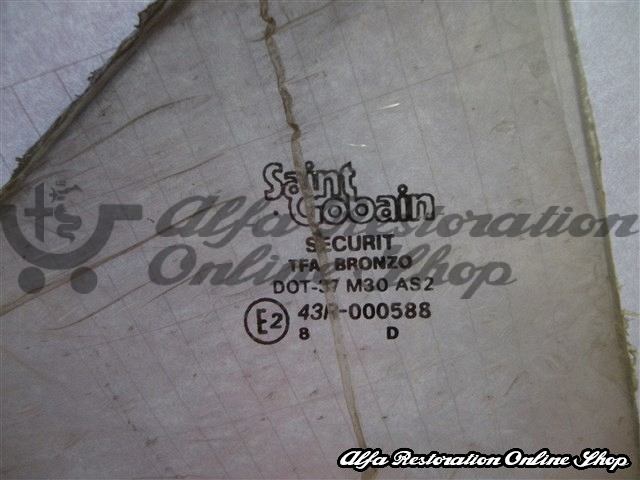 Saint
Gobain
SECURIT
TFA BRONZO
DOT-37 M30 AS2
E2 43R-000588
8 D
Alfa Restoration
Online Shop
Alfa Restoration Online Shop